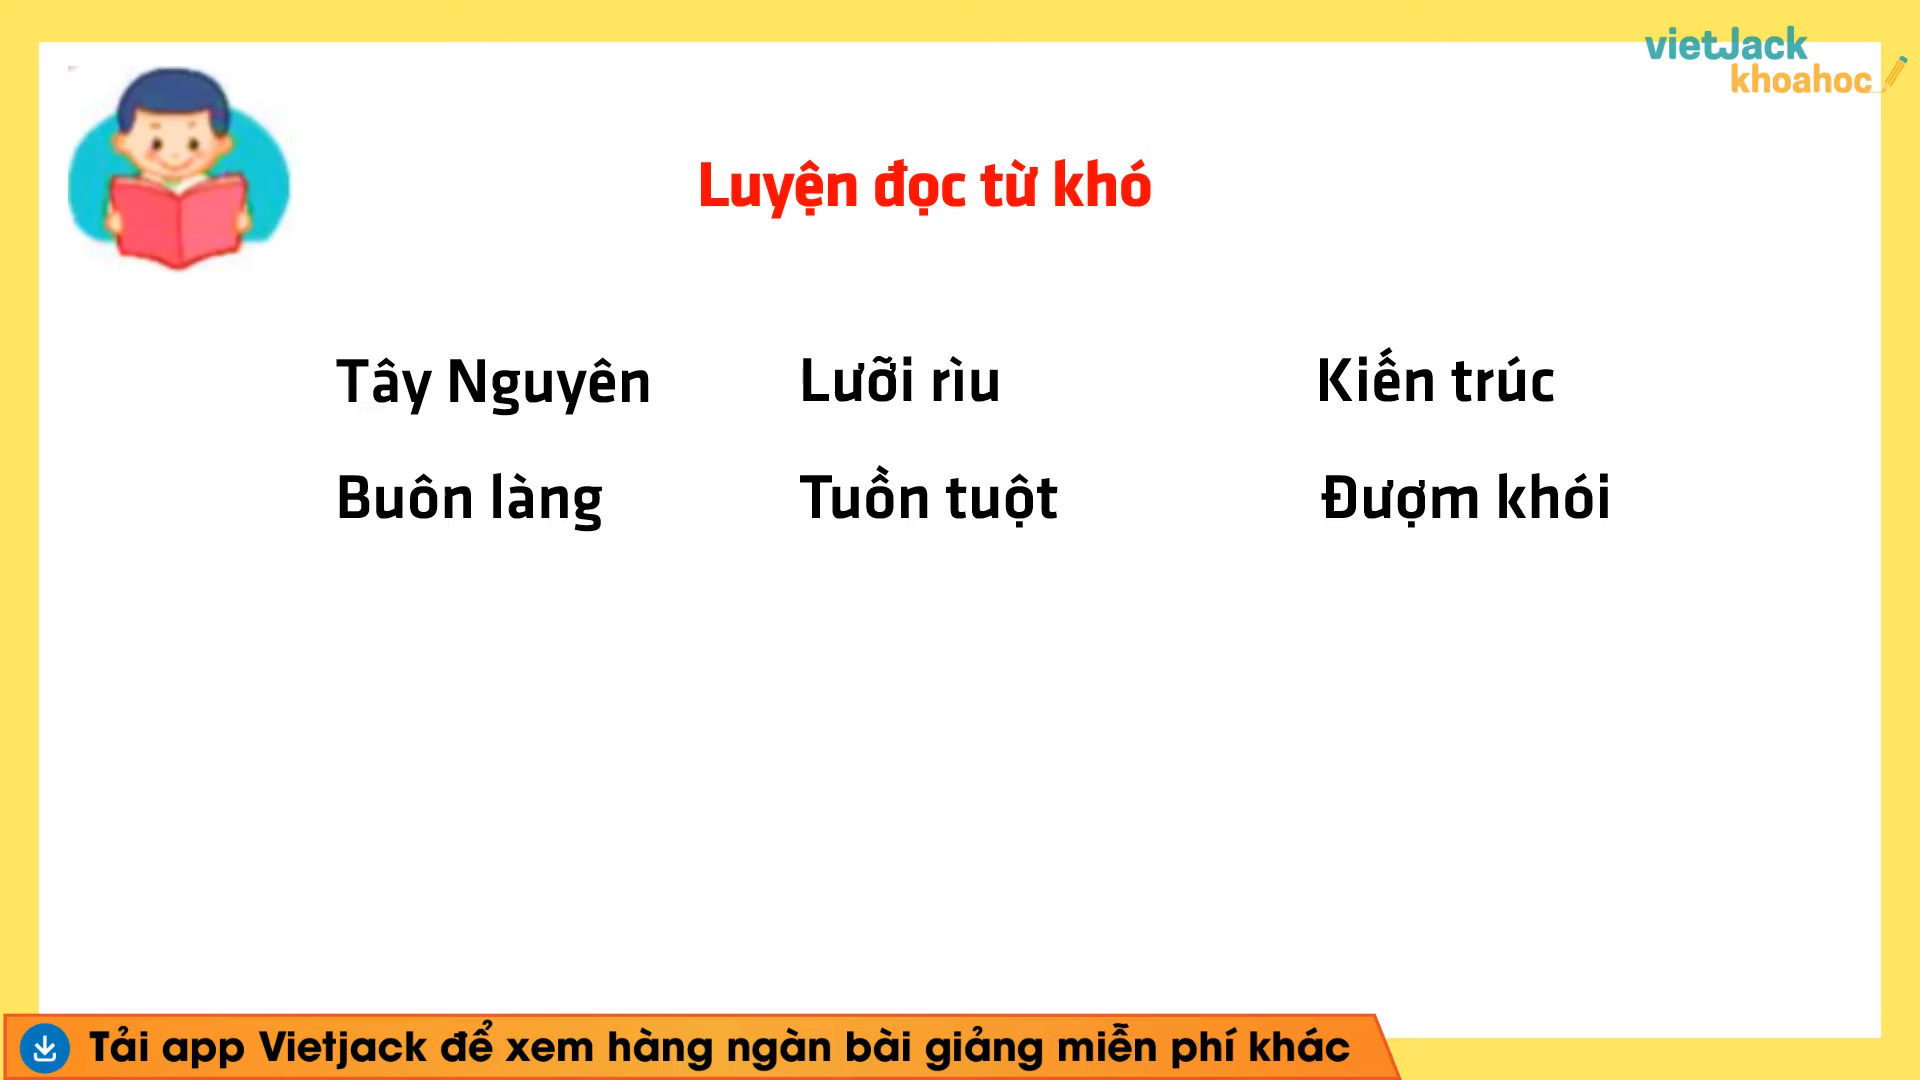 vietJack
khoahoc
Luyện đọc từ khó
Tây Nguyên Lưỡi rìu Kiến trúc
Buôn làng Tuồn tuột Đượm khói
Tải app Vietjack để xem hàng ngàn bài giảng miễn phí khác